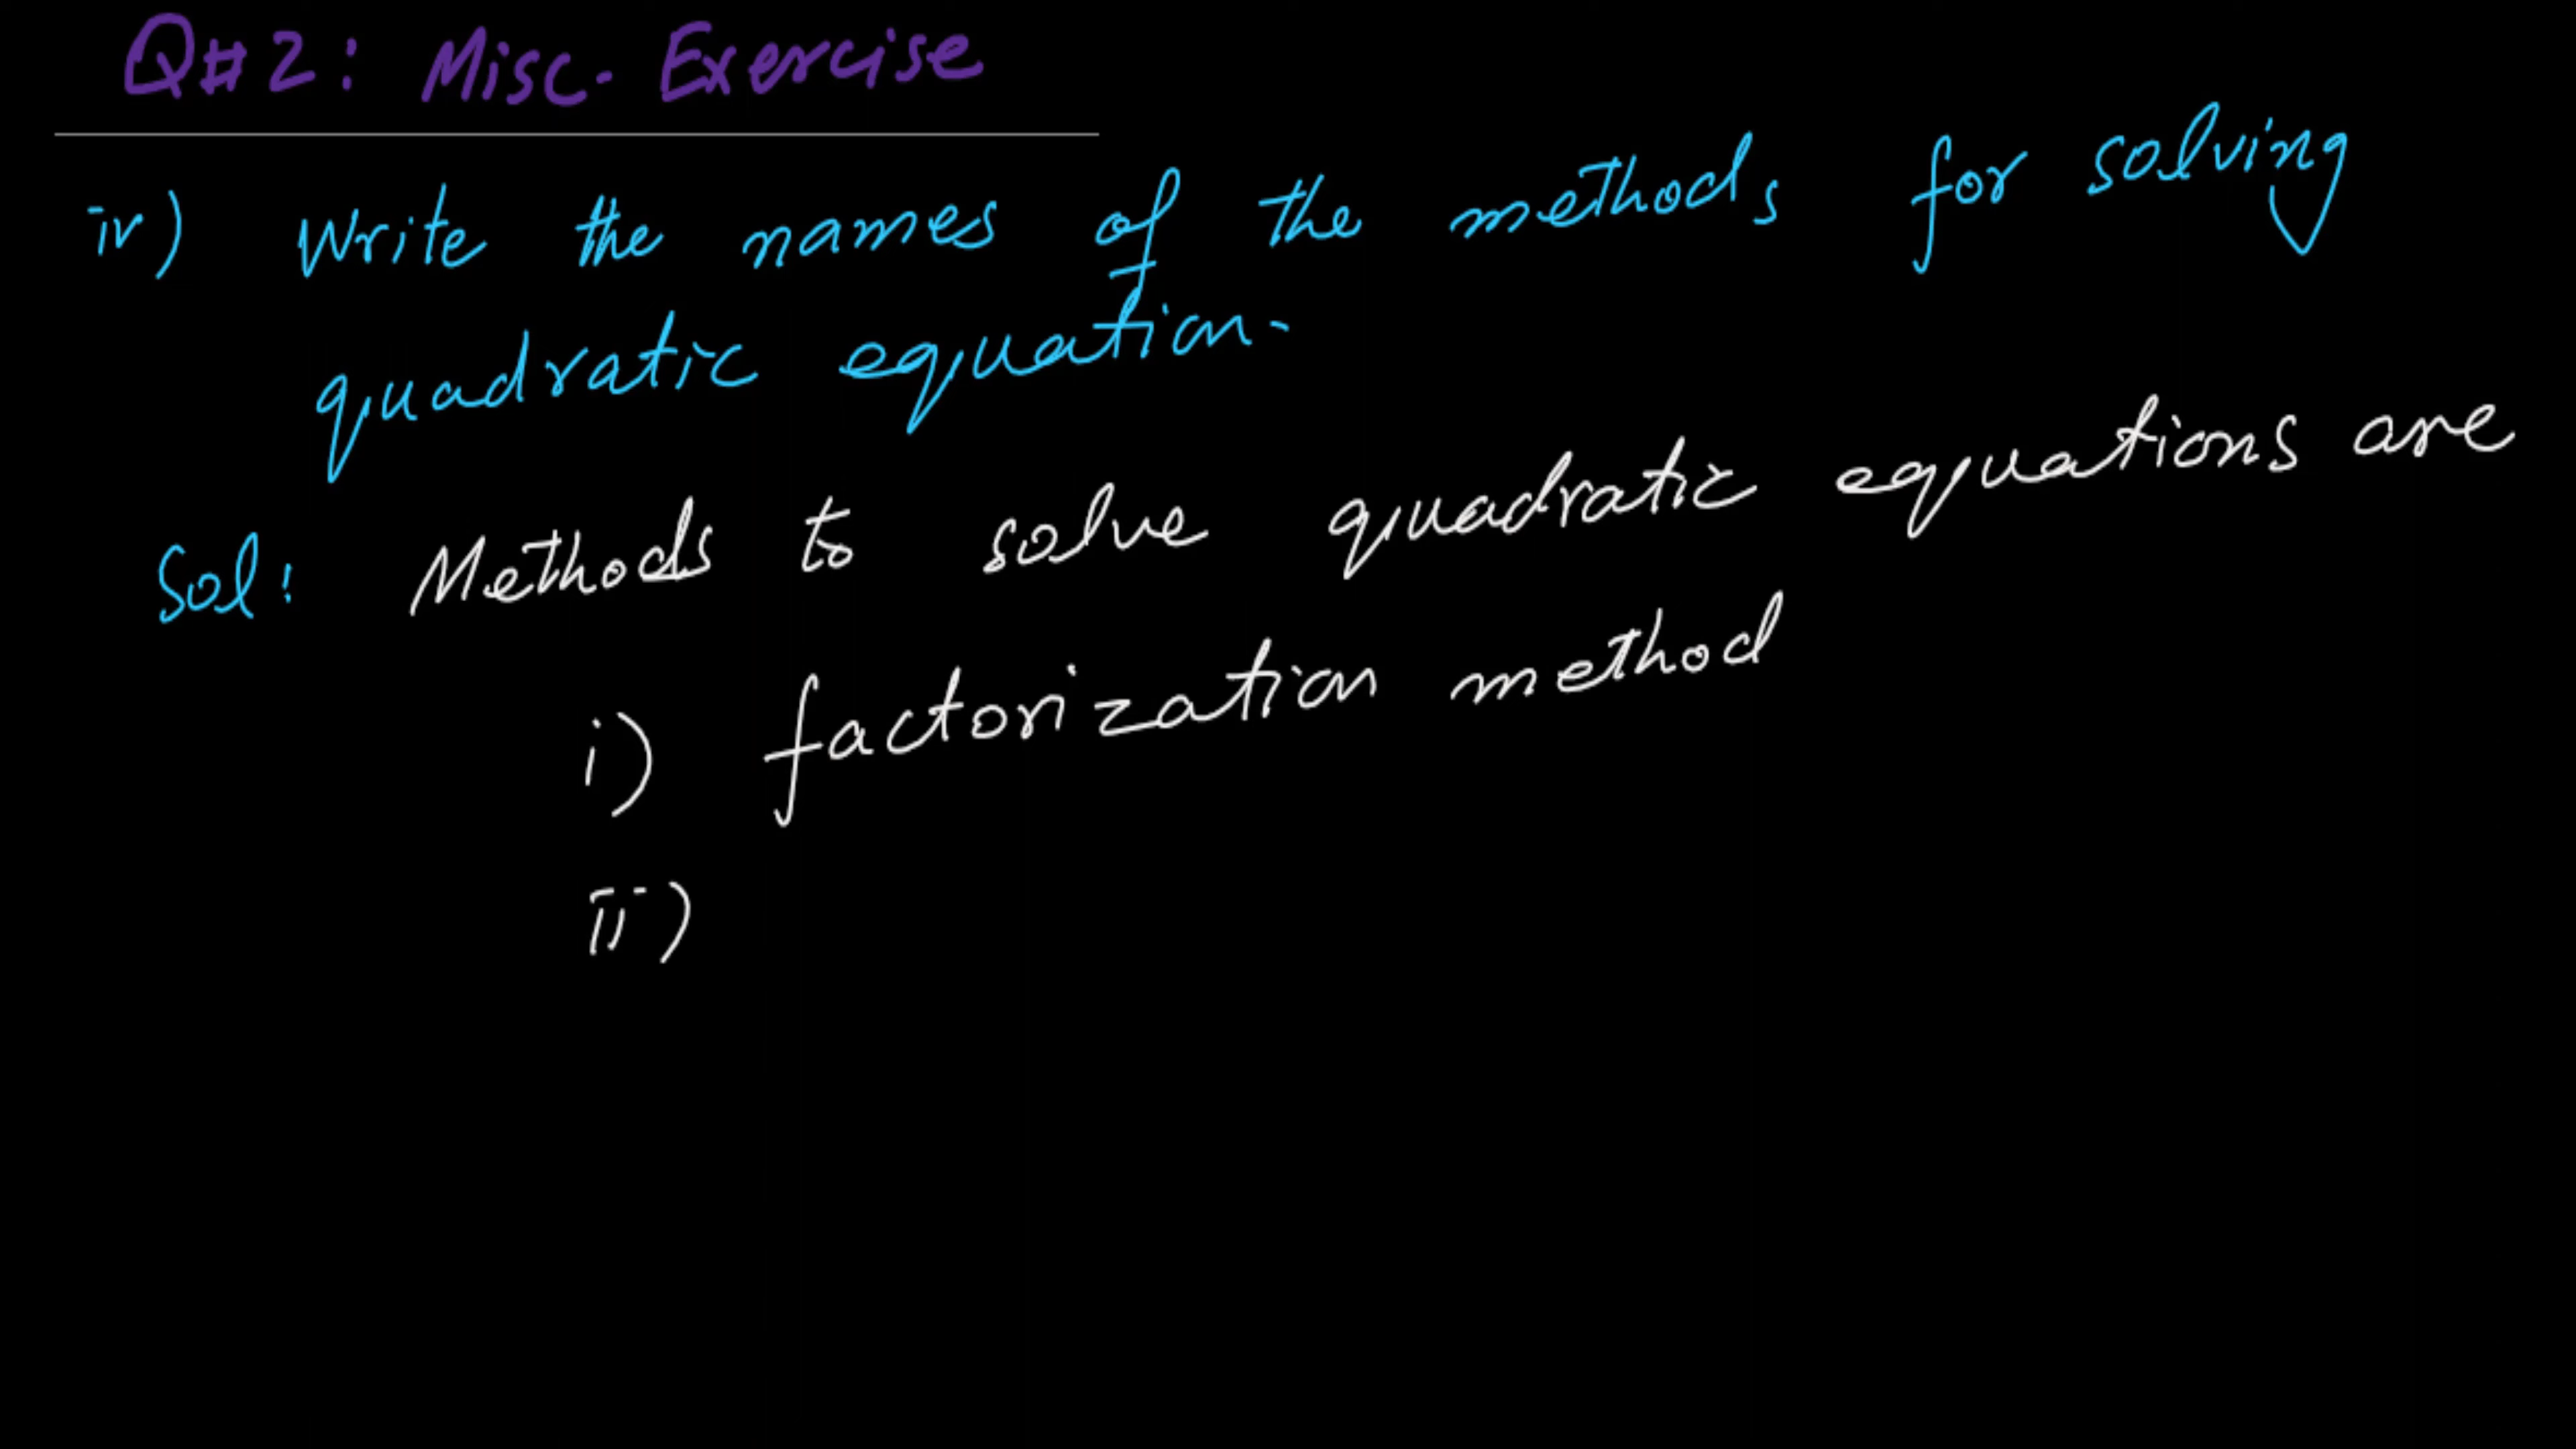 Q#2: Misc. Exercise
iv) Write the names of the methods for solving
quadratic equation.
Sol: Methods to solve quadratic equations are
i) factorization method
ii)